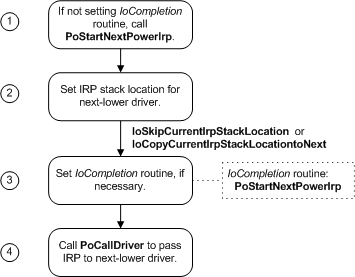 1
If not setting IoCompletion
routine, call
PoStartNextPowerIrp.
2
Set IRP stack location for
next-lower driver.
IoSkipCurrentIrpStackLocation or
IoCopyCurrentIrpStackLocationtoNext
3
Set IoCompletion routine, if
necessary.
IoCompletion routine:
PoStartNextPowerIrp
4
Call PoCallDriver to pass
IRP to next-lower driver.